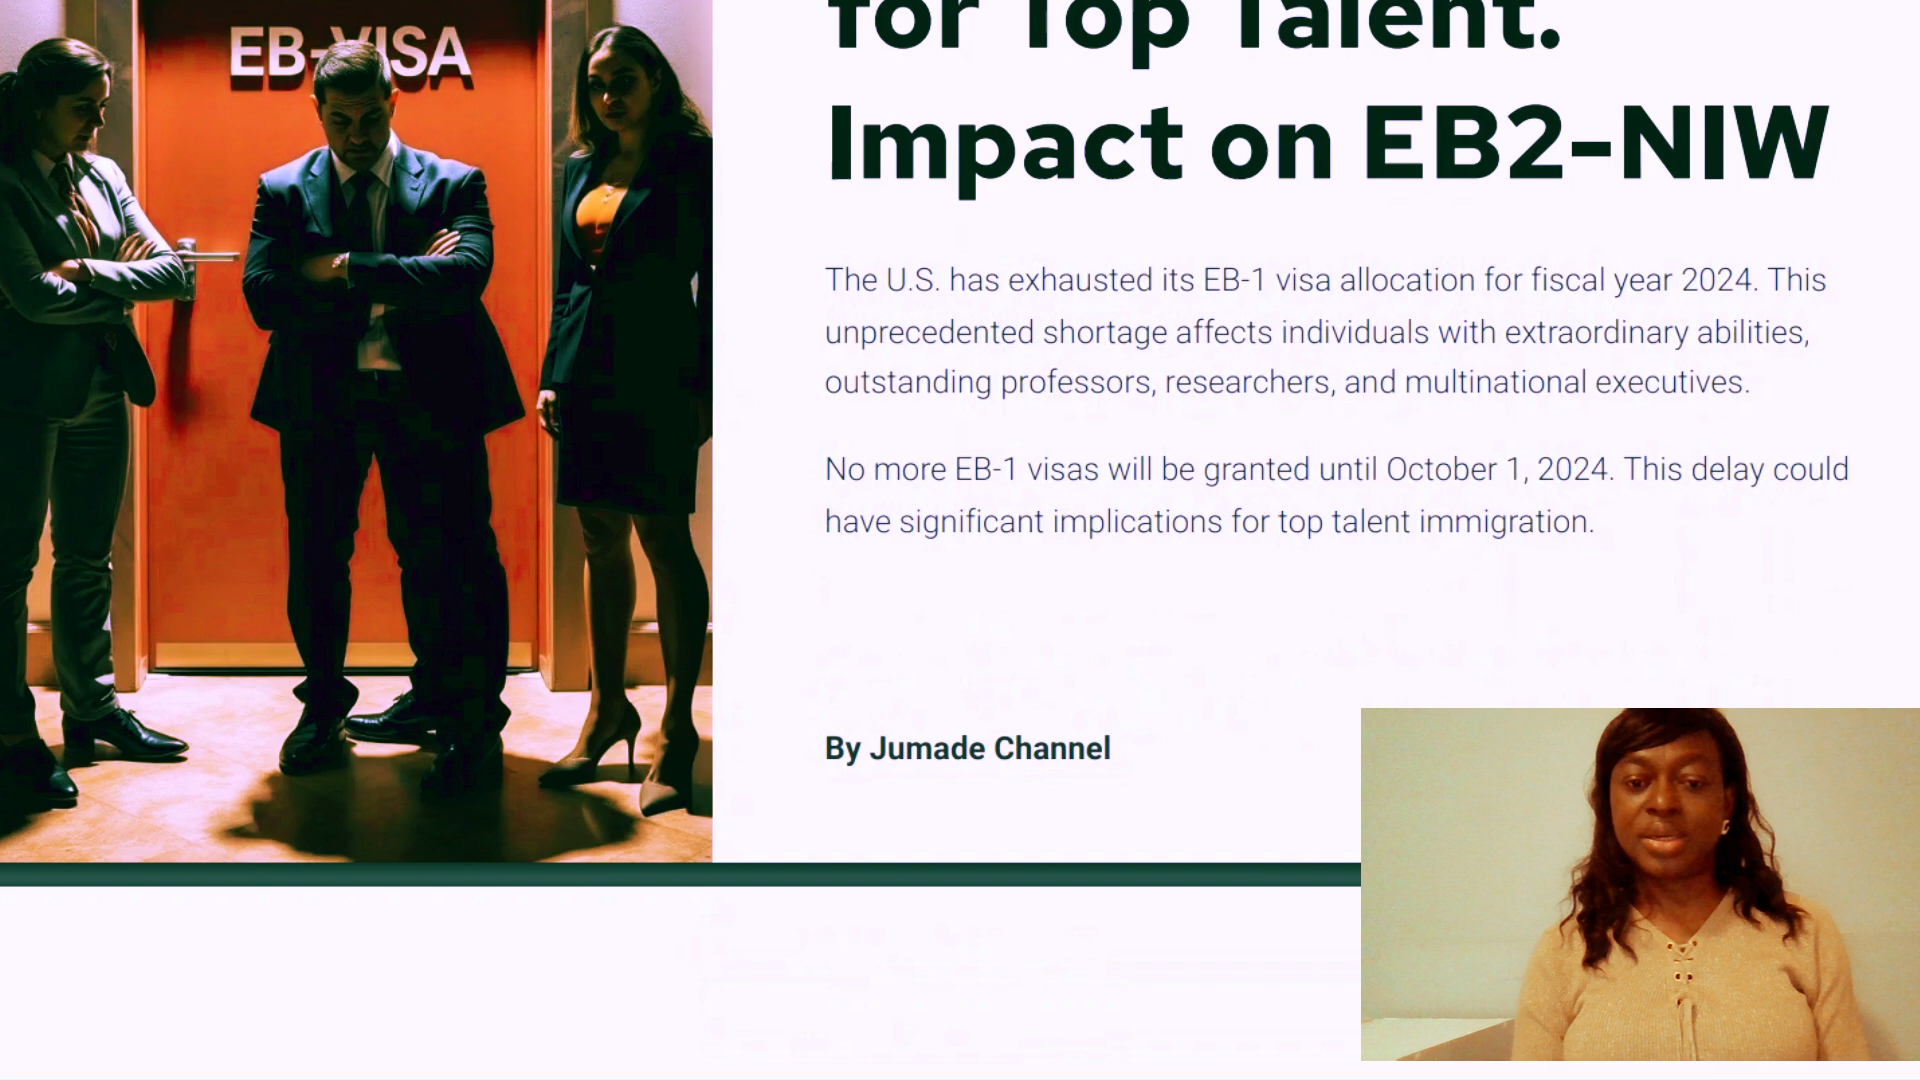 EB-VISA
for Top Talent.
Impact on EB2-NIW
The U.S. has exhausted its EB-1 visa allocation for fiscal year 2024. This
unprecedented shortage affects individuals with extraordinary abilities,
outstanding professors, researchers, and multinational executives.
No more EB-1 visas will be granted until October 1, 2024. This delay could
have significant implications for top talent immigration.
By Jumade Channel